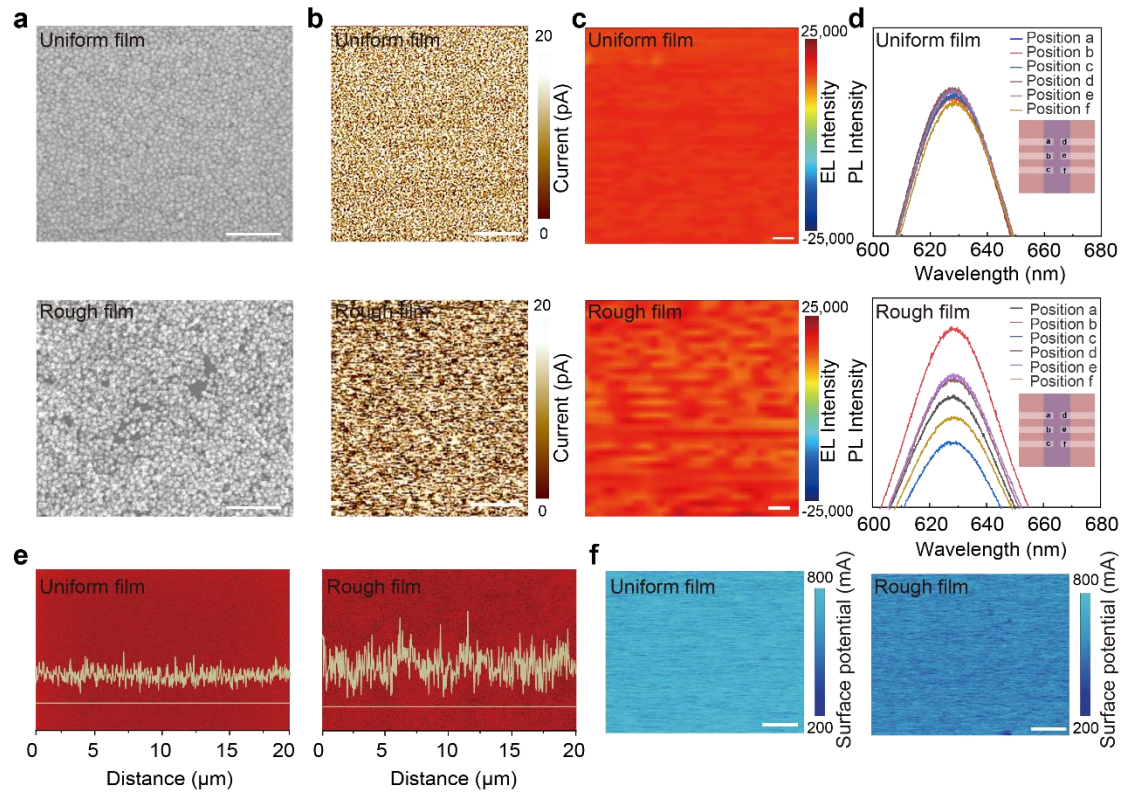 a
b
c
d
Uniform film
Uniform film
20
Current (pA)
0
Uniform film
25,000
EL Intensity
-25,000
PL Intensity
Uniform film
Position a
Position b
Position c
Position d
Position e
Position f
a d
b e
c f
600 620 640 660 680
Wavelength (nm)
Rough film
Rough film
20
Current (pA)
0
Rough film
25,000
EL Intensity
-25,000
PL Intensity
Rough film
Position a
Position b
Position c
Position d
Position e
Position f
a d
b e
c f
600 620 640 660 680
Wavelength (nm)
e
Uniform film
0 5 10 15 20
Distance (μm)
Rough film
0 5 10 15 20
Distance (μm)
f
Uniform film
800
Surface potential (mA)
200
Rough film
800
Surface potential (mA)
200